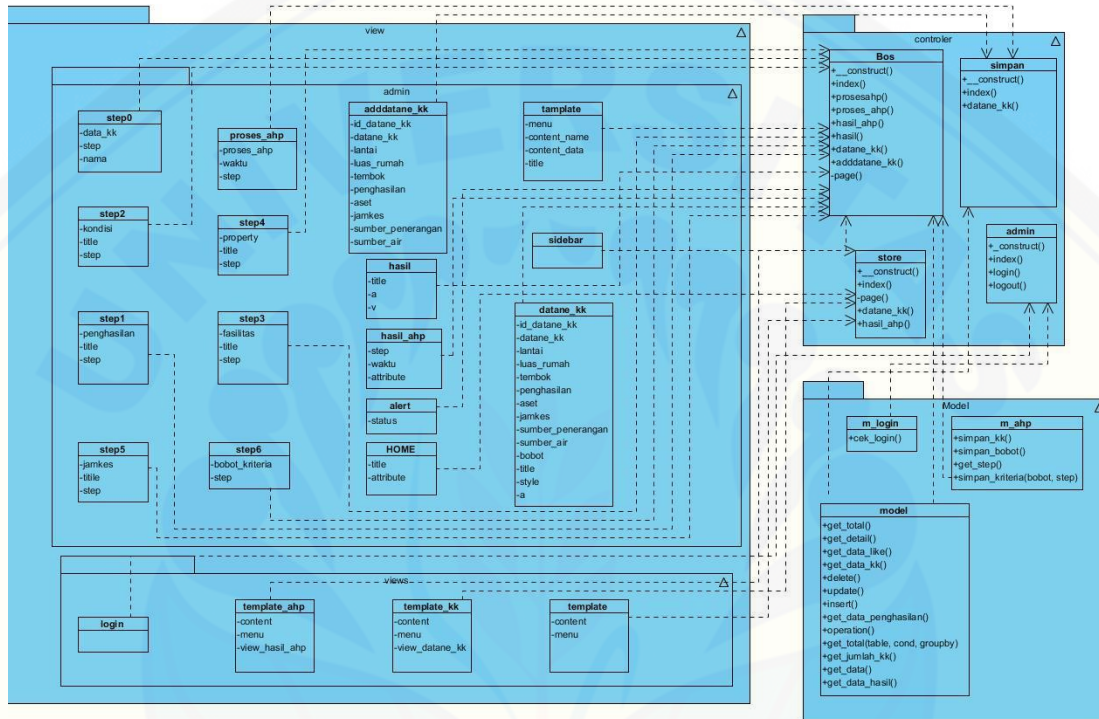 view
admin
step0
-data_kk
-step
-nama
proses_ahp
-proses_ahp
-waktu
-step
adddatane_kk
-id_datane_kk
-datane_kk
-lantai
-luas_rumah
-tembok
-penghasilan
-aset
-jamkes
-sumber_penerangan
-sumber_air
tamplate
-menu
-content_name
-content_data
-title
step2
-kondisi
-title
-step
step4
-property
-title
-step
sidebar
hasil
-title
-a
-v
step1
-penghasilan
-title
-step
step3
-fasilitas
-title
-step
hasil_ahp
-step
-waktu
-attribute
datane_kk
-id_datane_kk
-datane_kk
-lantai
-luas_rumah
-tembok
-penghasilan
-aset
-jamkes
-sumber_penerangan
-sumber_air
-bobot
-title
-style
-a
alert
-status
HOME
-title
-attribute
step5
-jamkes
-titile
-step
step6
-bobot_kriteria
-step
views
login
template_ahp
-content
-menu
-view_hasil_ahp
template_kk
-content
-menu
-view_datane_kk
template
-content
-menu
controler
Bos
+__construct()
+index()
+prosesahp()
+proses_ahp()
+hasil_ahp()
+hasil()
+datane_kk()
+adddatane_kk()
-page()
simpan
+__construct()
+index()
+datane_kk()
store
+__construct()
+index()
-page()
+datane_kk()
+hasil_ahp()
admin
+_construct()
+index()
+login()
+logout()
Model
m_login
+cek_login()
m_ahp
+simpan_kk()
+simpan_bobot()
+get_step()
+simpan_kriteria(bobot, step)
model
+get_total()
+get_detail()
+get_data_like()
+get_data_kk()
+delete()
+update()
+insert()
+get_data_penghasilan()
+operation()
+get_total(table, cond, groupby)
+get_jumlah_kk()
+get_data()
+get_data_hasil()